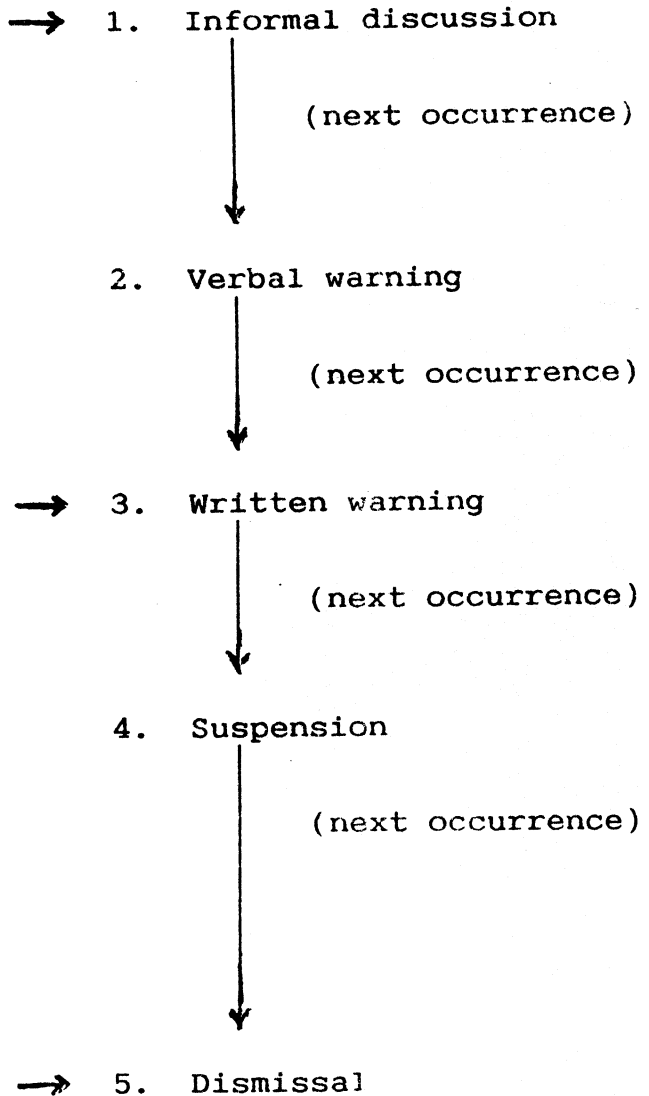 1. Informal discussion
(next occurrence)
2. Verbal warning
(next occurrence)
3. Written warning
(next occurrence)
4. Suspension
(next occurrence)
5. Dismissal